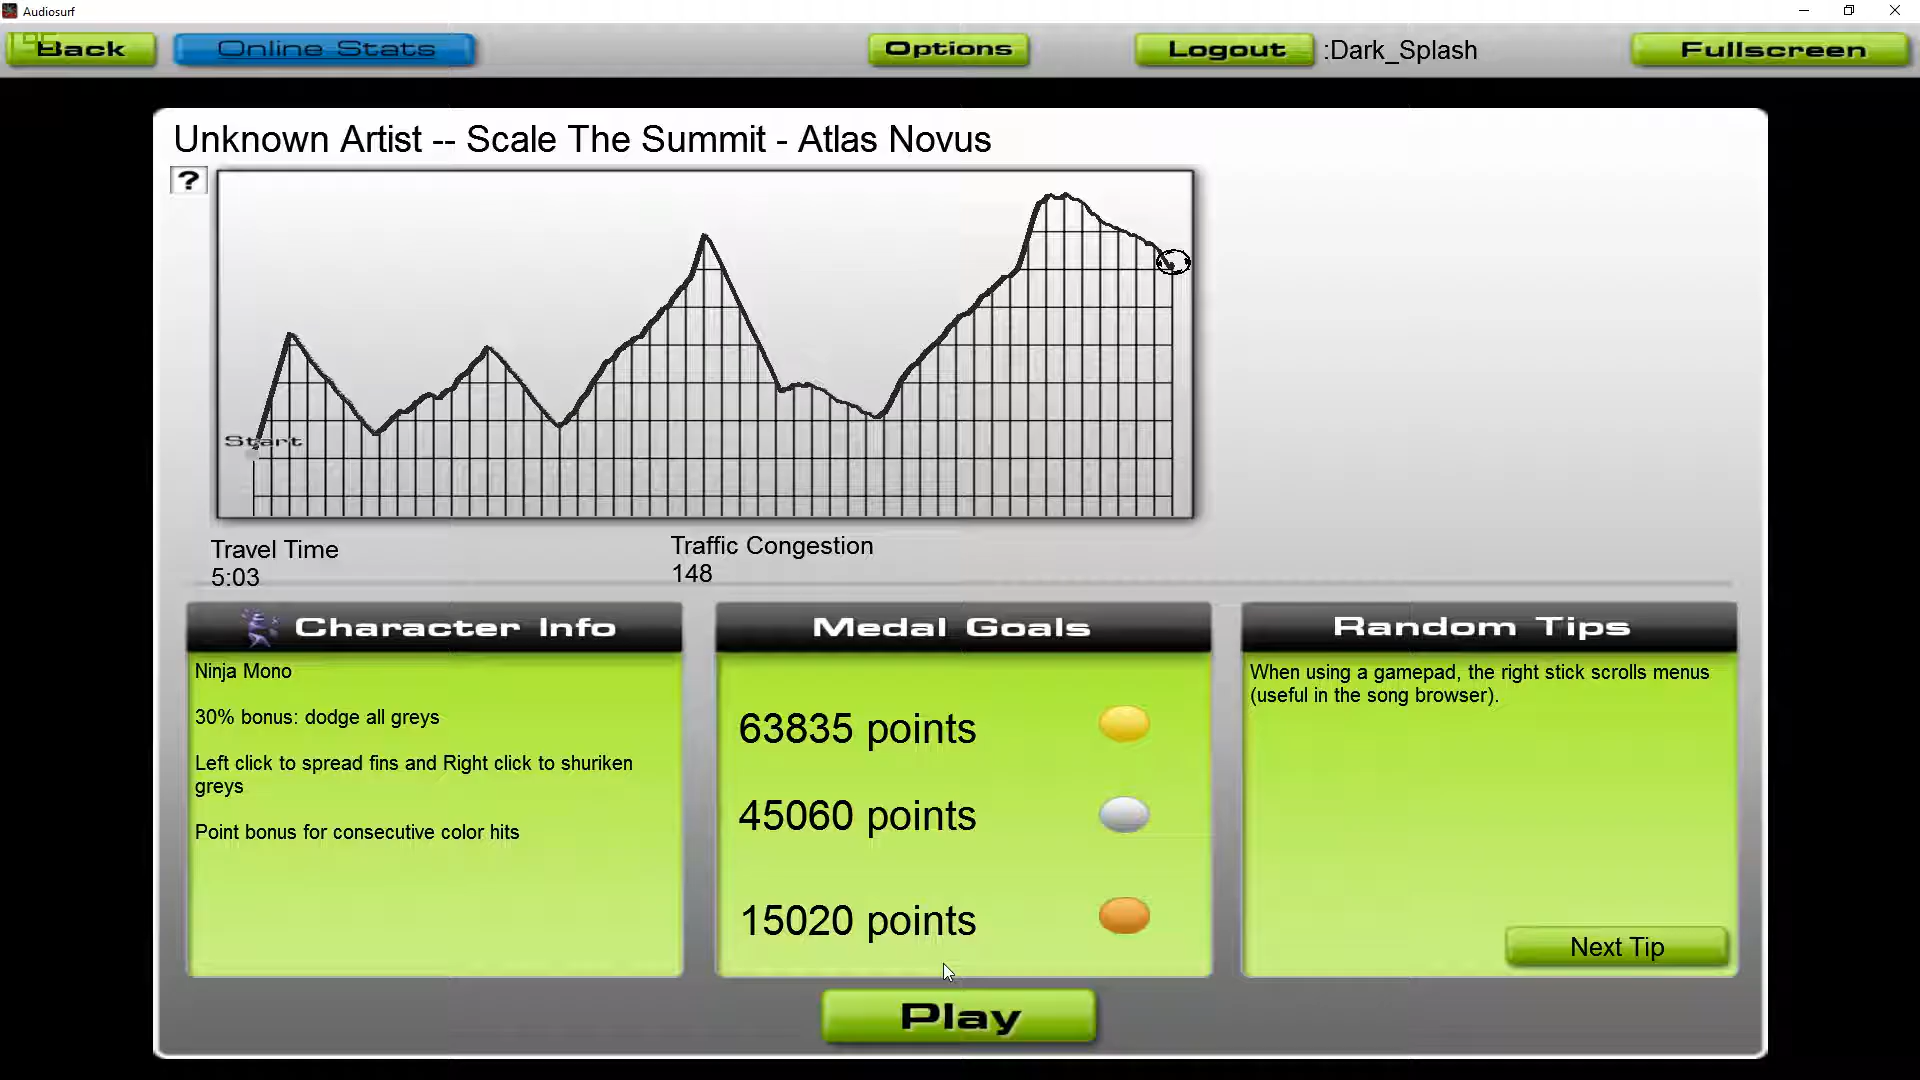 Audiosurf
195
Back
Online Stats
Options
Logout
:Dark_Splash
Fullscreen
Unknown Artist -- Scale The Summit - Atlas Novus
?
Start
Travel Time
5:03
Traffic Congestion
148
Character Info
Ninja Mono
30% bonus: dodge all greys
Left click to spread fins and Right click to shuriken
greys
Point bonus for consecutive color hits
Medal Goals
63835 points
45060 points
15020 points
Random Tips
When using a gamepad, the right stick scrolls menus
(useful in the song browser).
Next Tip
Play